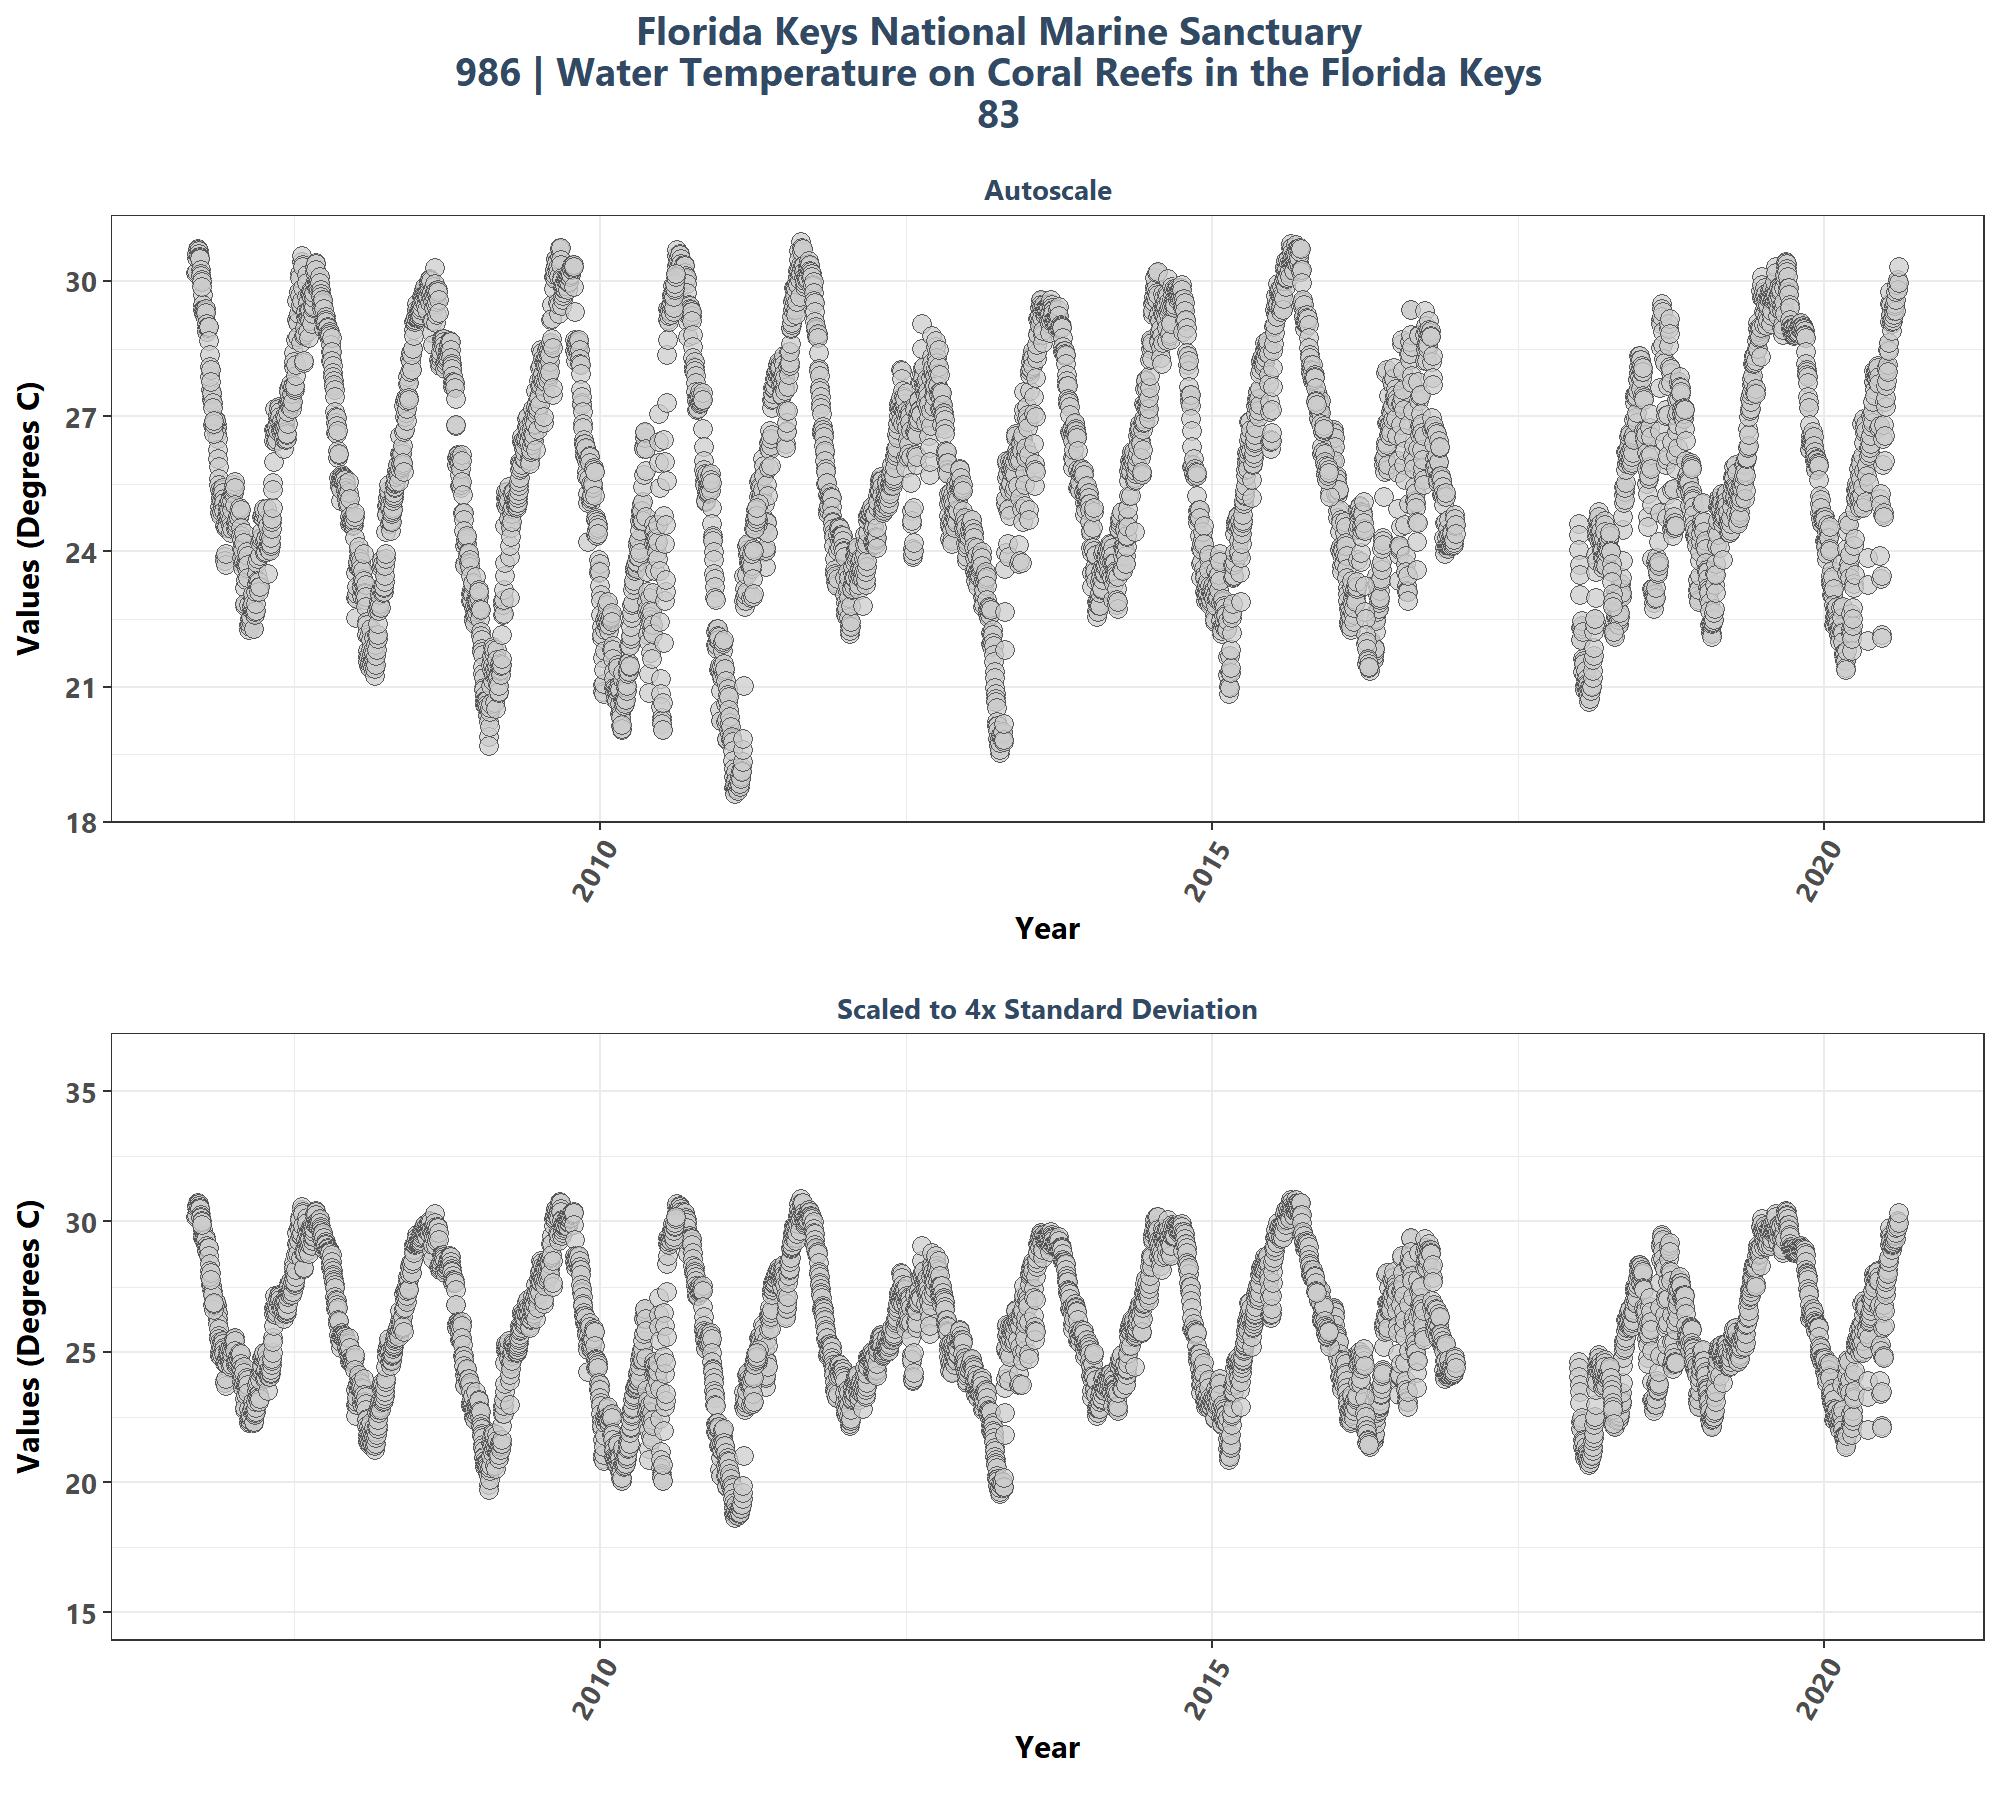 Florida Keys National Marine Sanctuary
986 | Water Temperature on Coral Reefs in the Florida Keys
83
Autoscale
Values (Degrees C)
30
27
24
21
18
2010
2015
2020
Year
Scaled to 4x Standard Deviation
Values (Degrees C)
35
30
25
20
15
2010
2015
2020
Year